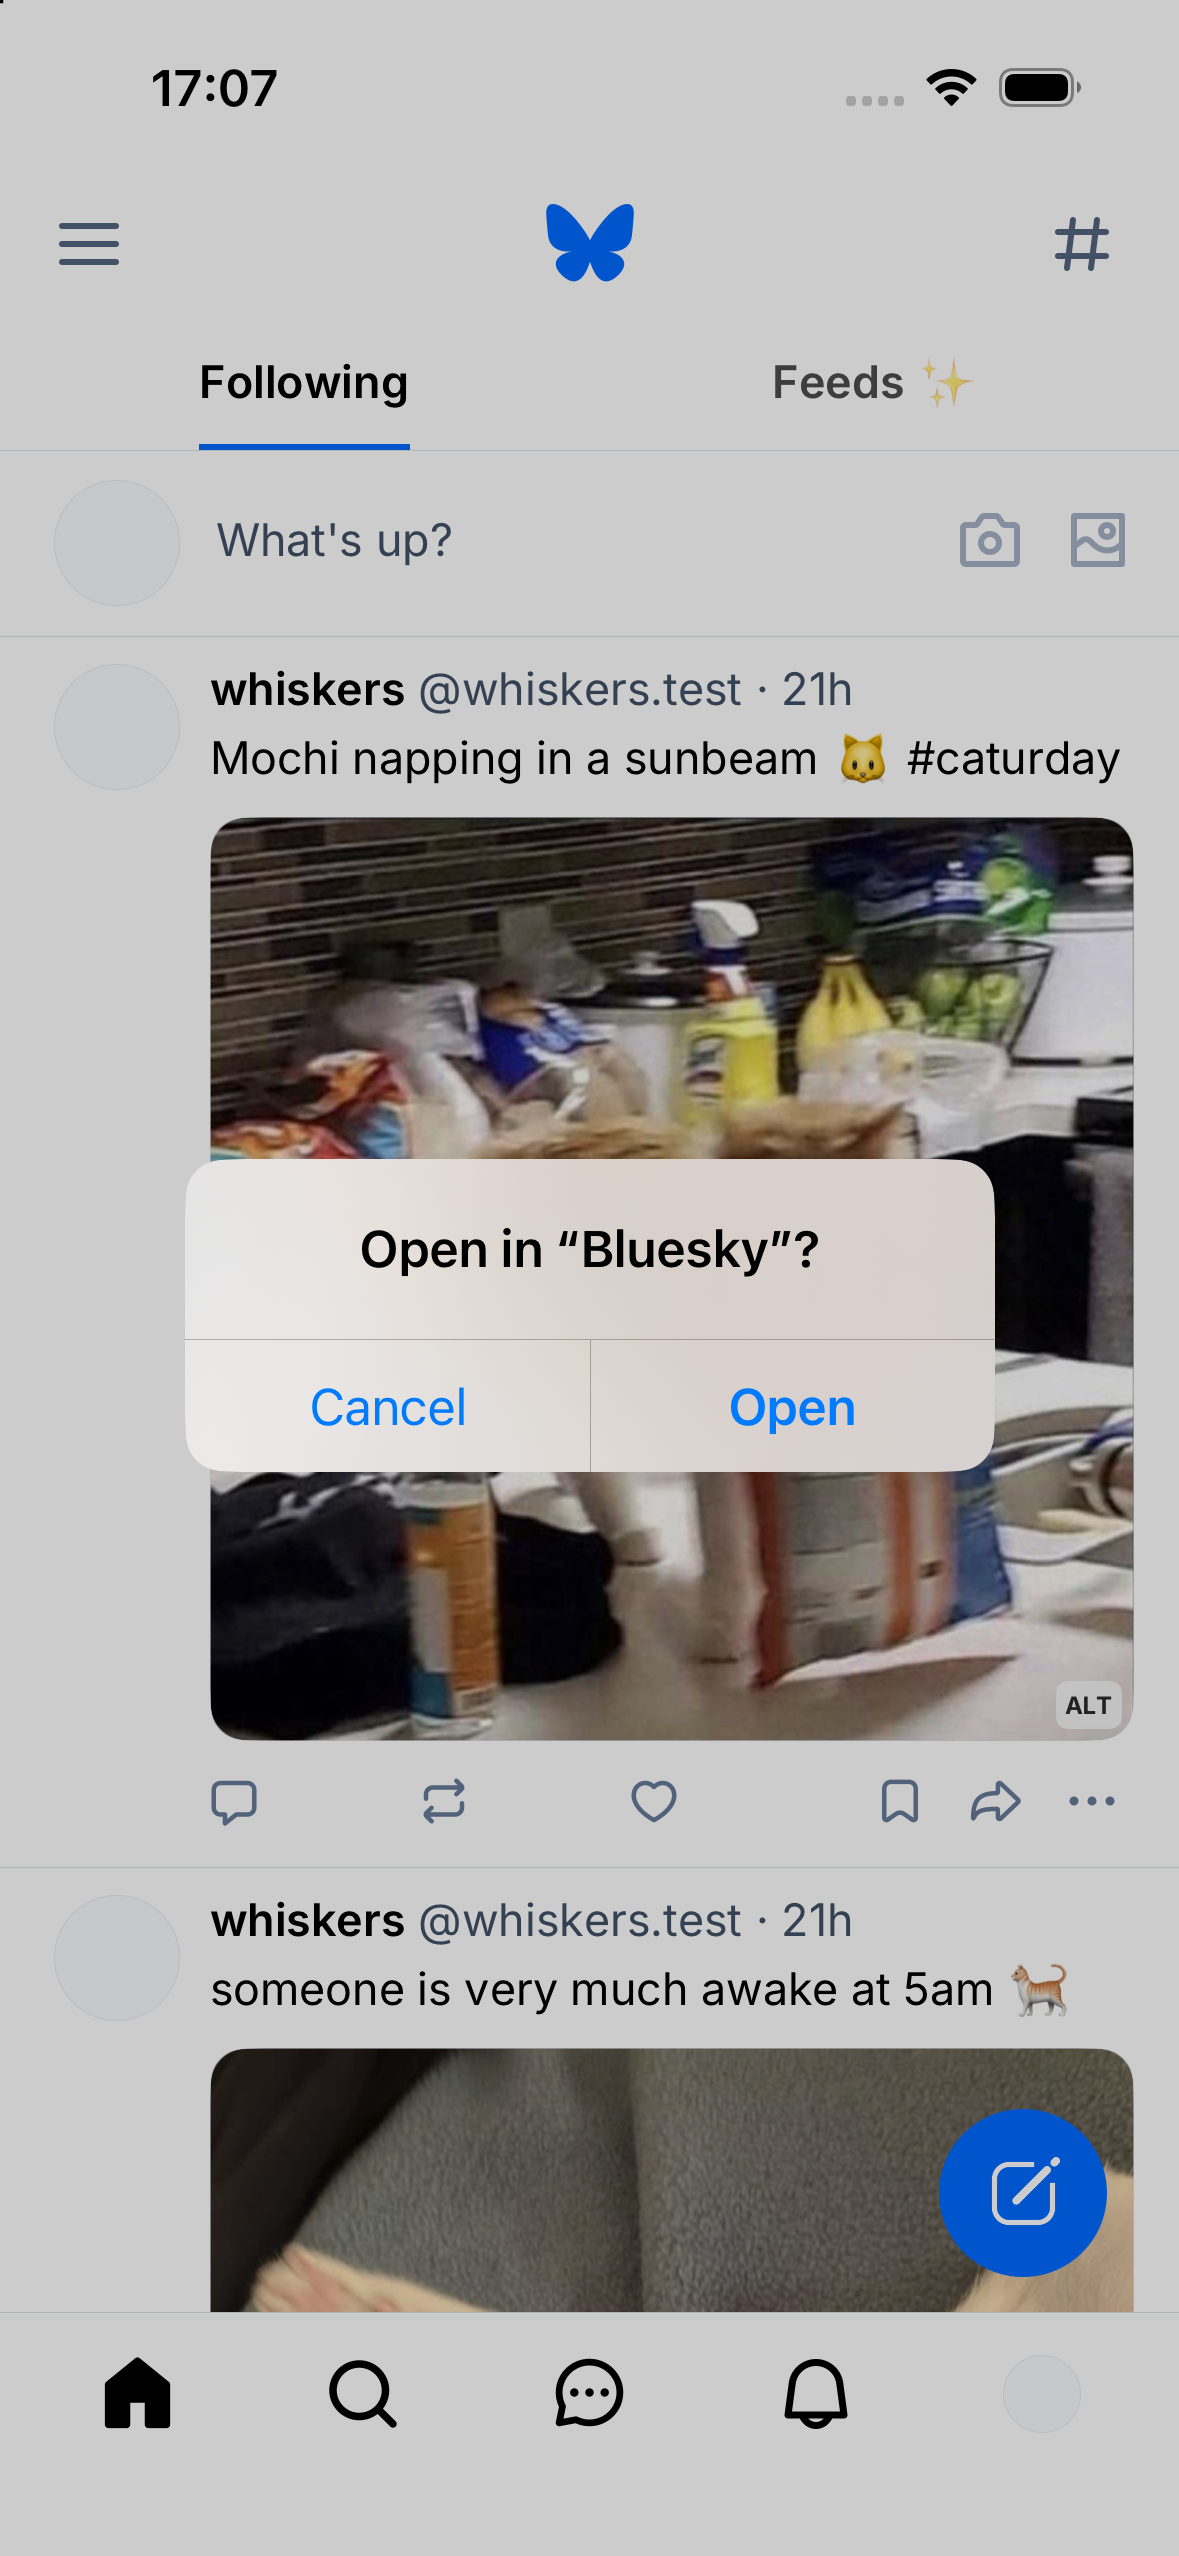 17:07
Following
Feeds ✨
What's up?
whiskers @whiskers.test · 21h
Mochi napping in a sunbeam 🐱 #caturday
Open in “Bluesky”?
Cancel
Open
ALT
whiskers @whiskers.test · 21h
someone is very much awake at 5am 🐈